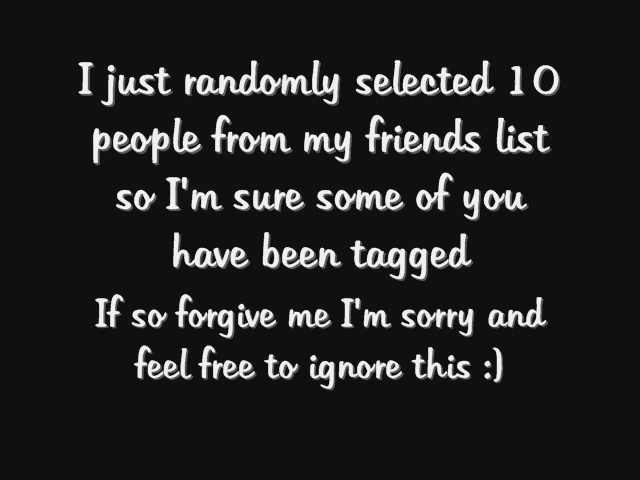 I just randomly selected 10
people from my friends list
so I'm sure some of you
have been tagged
If so forgive me I'm sorry and
feel free to ignore this :)